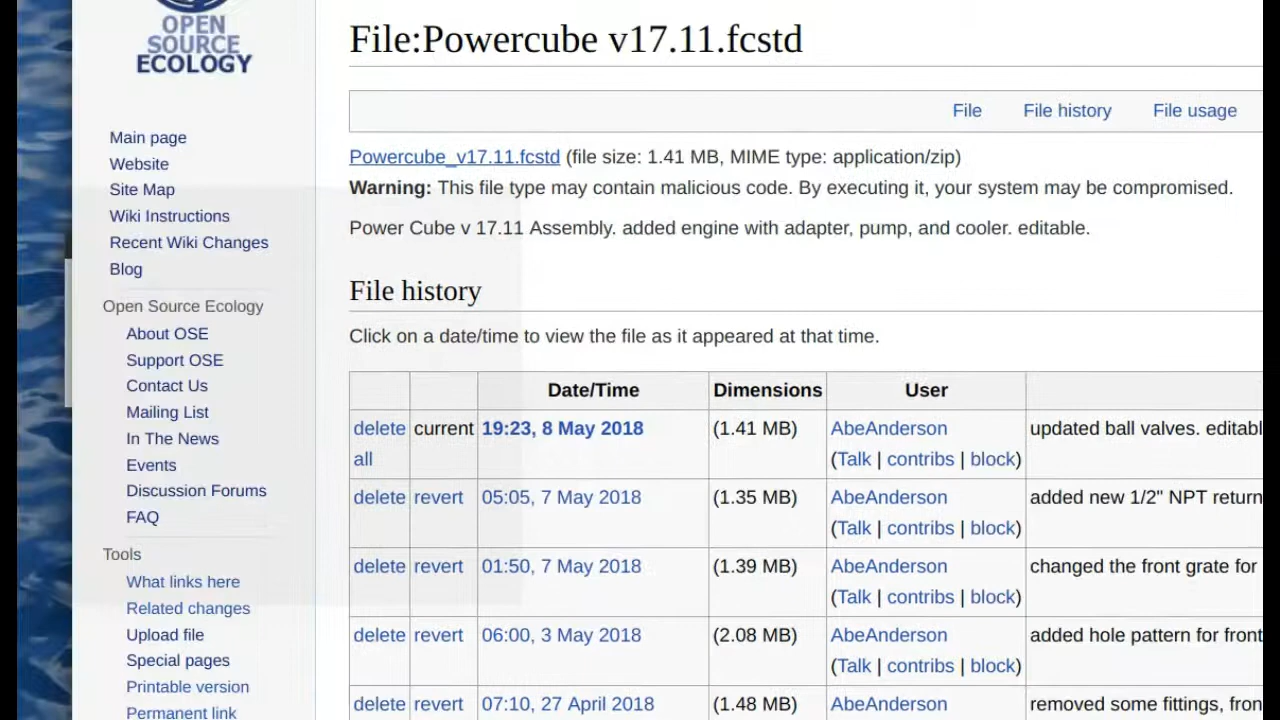 OPEN
SOURCE
ECOLOGY
Main page
Website
Site Map
Wiki Instructions
Recent Wiki Changes
Blog
Open Source Ecology
About OSE
Support OSE
Contact Us
Mailing List
In The News
Events
Discussion Forums
FAQ
Tools
What links here
Related changes
Upload file
Special pages
Printable version
Permanent link
File:Powercube v17.11.fcstd
File File history File usage
Powercube_v17.11.fcstd (file size: 1.41 MB, MIME type: application/zip)
Warning: This file type may contain malicious code. By executing it, your system may be compromised.
Power Cube v 17.11 Assembly. added engine with adapter, pump, and cooler. editable.
File history
Click on a date/time to view the file as it appeared at that time.
Date/Time Dimensions User
delete current 19:23, 8 May 2018 (1.41 MB) AbeAnderson updated ball valves. editabl
all (Talk | contribs | block)
delete revert 05:05, 7 May 2018 (1.35 MB) AbeAnderson added new 1/2" NPT return
(Talk | contribs | block)
delete revert 01:50, 7 May 2018 (1.39 MB) AbeAnderson changed the front grate for
(Talk | contribs | block)
delete revert 06:00, 3 May 2018 (2.08 MB) AbeAnderson added hole pattern for front
(Talk | contribs | block)
delete revert 07:10, 27 April 2018 (1.48 MB) AbeAnderson removed some fittings, fron